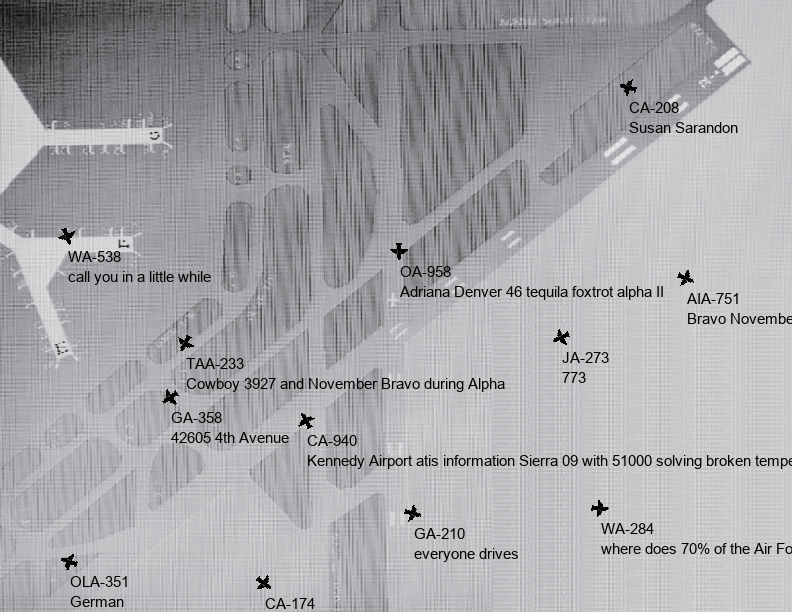 CA-208
Susan Sarandon
WA-538
call you in a little while
OA-958
Adriana Denver 46 tequila foxtrot alpha II
AIA-751
Bravo Novembe
JA-273
773
TAA-233
Cowboy 3927 and November Bravo during Alpha
GA-358
42605 4th Avenue
CA-940
Kennedy Airport atis information Sierra 09 with 51000 solving broken tempe
GA-210
everyone drives
WA-284
where does 70% of the Air Fo
OLA-351
German
CA-174